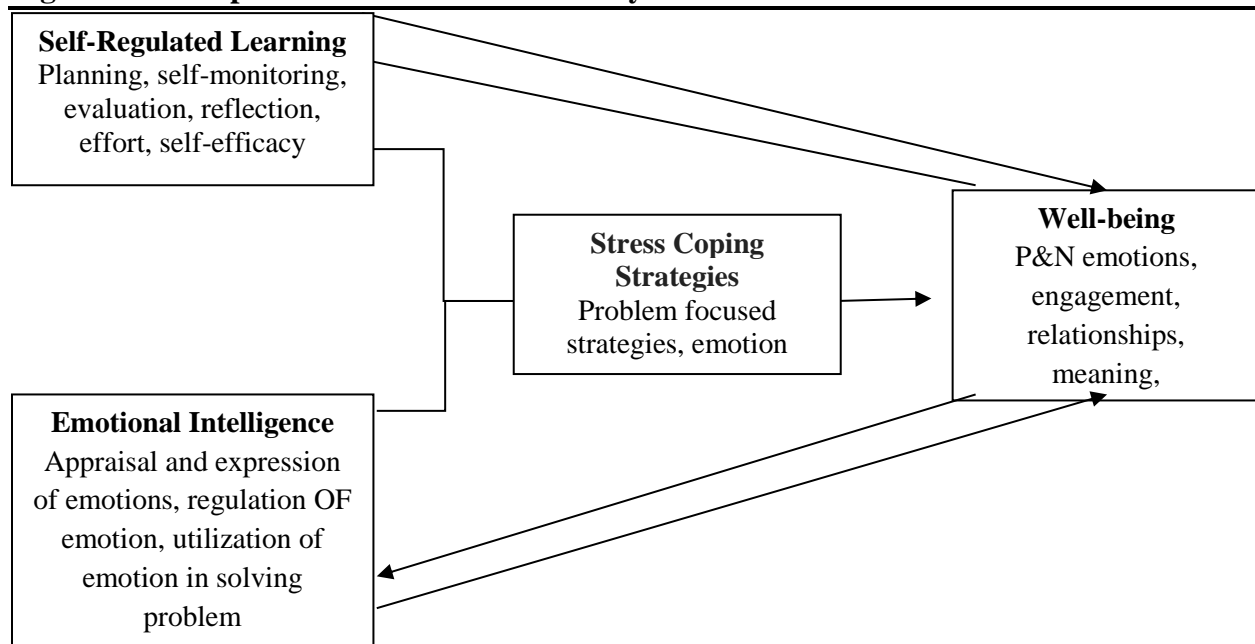 Self-Regulated Learning
Planning, self-monitoring,
evaluation, reflection,
effort, self-efficacy
Stress Coping
Strategies
Problem focused
strategies, emotion
Well-being
P&N emotions,
engagement,
relationships,
meaning,
Emotional Intelligence
Appraisal and expression
of emotions, regulation OF
emotion, utilization of
emotion in solving
problem